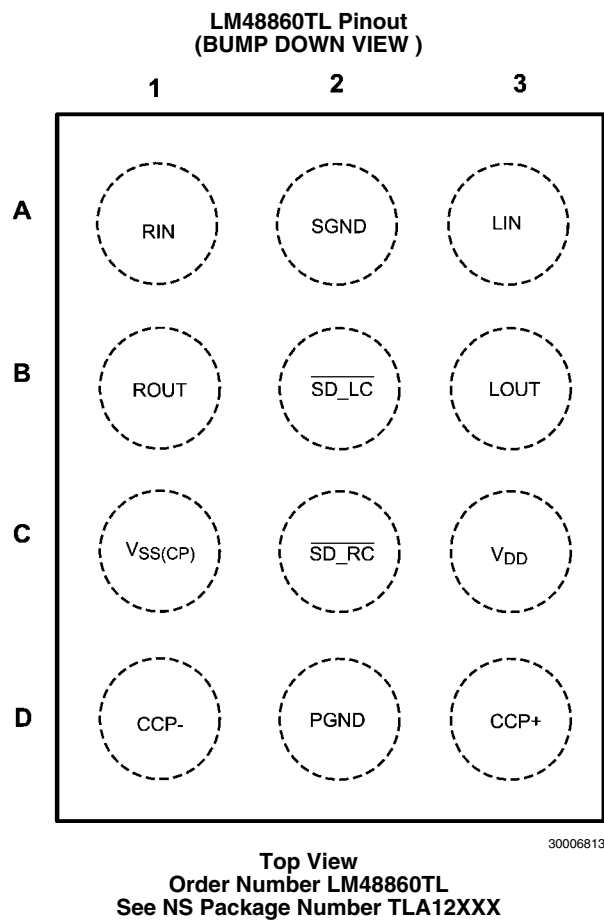 LM48860TL Pinout
(BUMP DOWN VIEW )
1 2 3
A RIN SGND LIN
B ROUT SD_LC LOUT
C VSS(CP) SD_RC VDD
D CCP- PGND CCP+
30006813
Top View
Order Number LM48860TL
See NS Package Number TLA12XXX